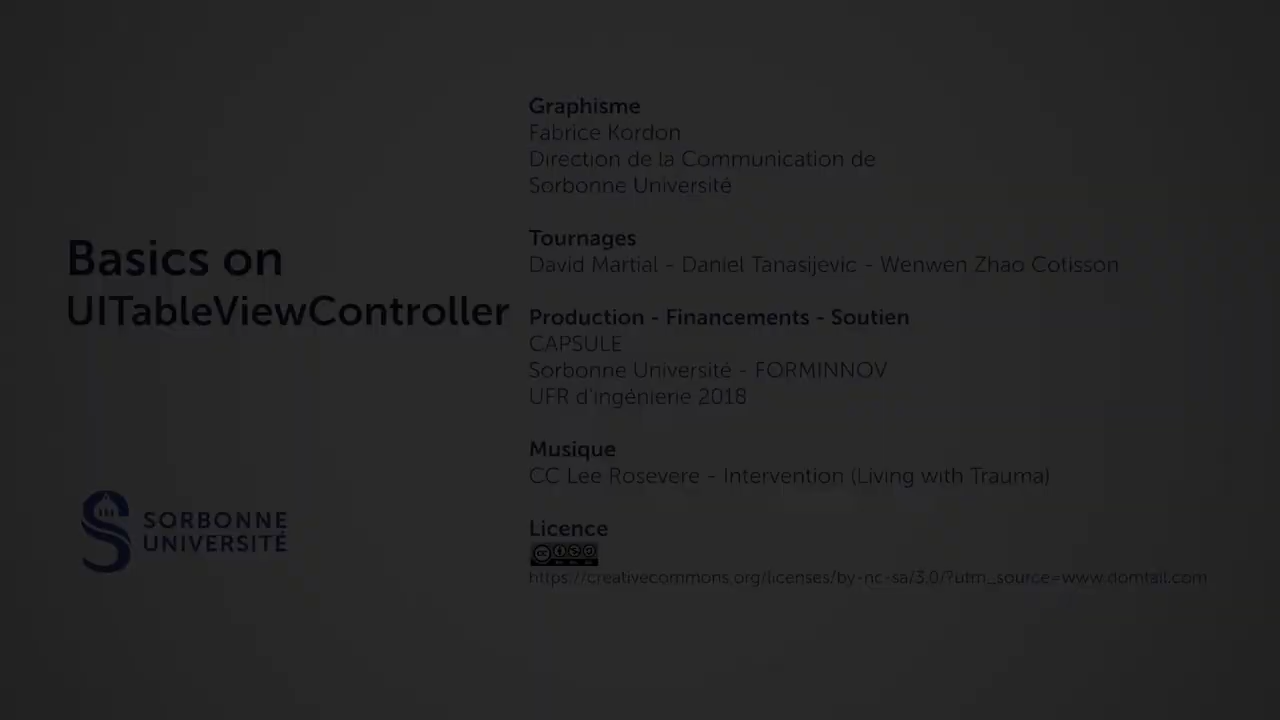 Basics on
UITableViewController
SORBONNE
UNIVERSITÉ
Graphisme
Fabrice Kordon
Direction de la Communication de
Sorbonne Université
Tournages
David Martial - Daniel Tanasijevic - Wenwen Zhao Cotisson
Production - Financements - Soutien
CAPSULE
Sorbonne Université - FORMINNOV
UFR d'ingénierie 2018
Musique
CC Lee Rosevere - Intervention (Living with Trauma)
Licence
https://creativecommons.org/licenses/by-nc-sa/3.0/?utm_source=www.domtail.com